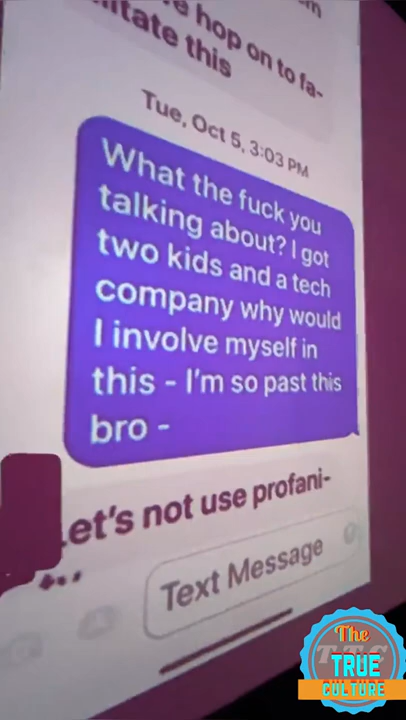 hop on to fa-
itate this
Tue, Oct 5, 3:03 PM
What the fuck you
talking about? I got
two kids and a tech
company why would
I involve myself in
this - I'm so past this
bro -
Let's not use profani-
Text Message
The
TTC
TRUE
CULTURE